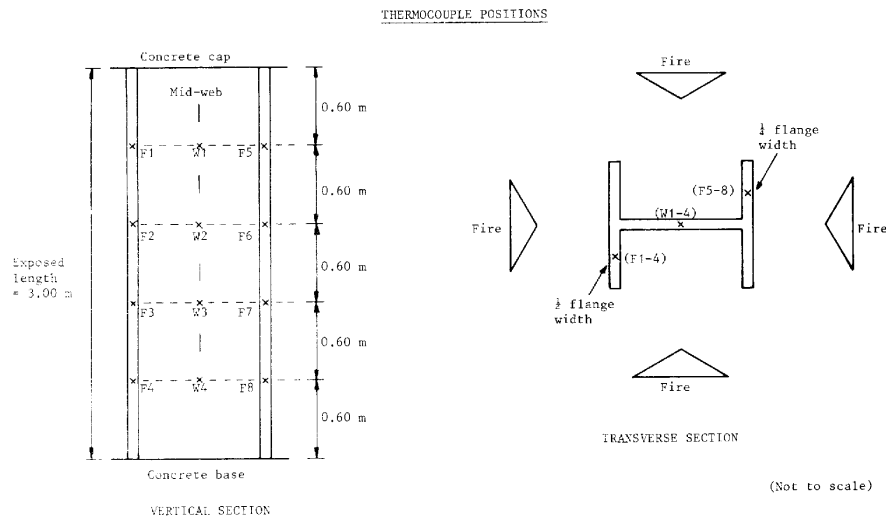 THERMOCOUPLE POSITIONS
Concrete cap
Mid-web
0.60 m
F1 W1 F5
0.60 m
F2 W2 F6
0.60 m
Exposed
length
= 3.00 m
F3 W3 F7
0.60 m
F4 W4 F8
0.60 m
Concrete base
VERTICAL SECTION
Fire
¼ flange
width
(F5-8)
(W1-4)
Fire
Fire
(F1-4)
flange
width
Fire
TRANSVERSE SECTION
(Not to scale)